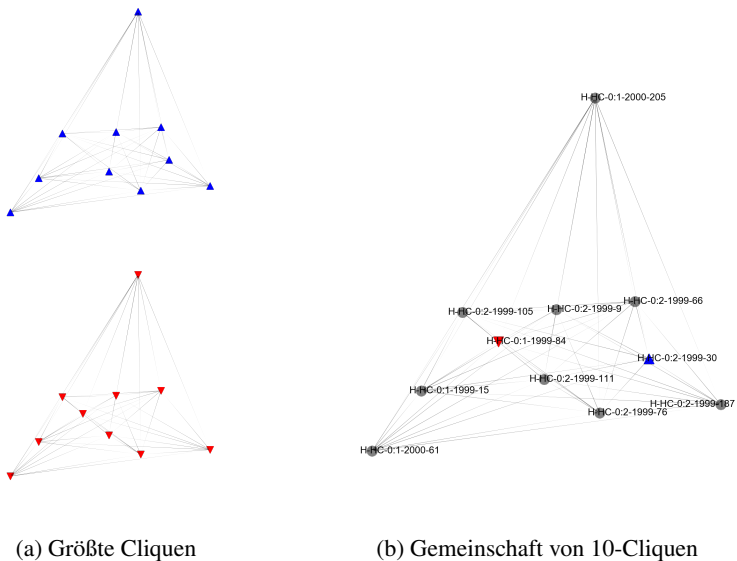 H-HC-0:1-2000-205
H-HC-0:2-1999-66
H-HC-0:2-1999-105
H-HC-0:2-1999-9
H-HC-0:1-1999-84
H-HC-0:2-1999-30
H-HC-0:2-1999-111
H-HC-0:1-1999-15
H-HC-0:2-1999-187
H-HC-0:2-1999-76
H-HC-0:1-2000-61
(a) Größte Cliquen
(b) Gemeinschaft von 10-Cliquen